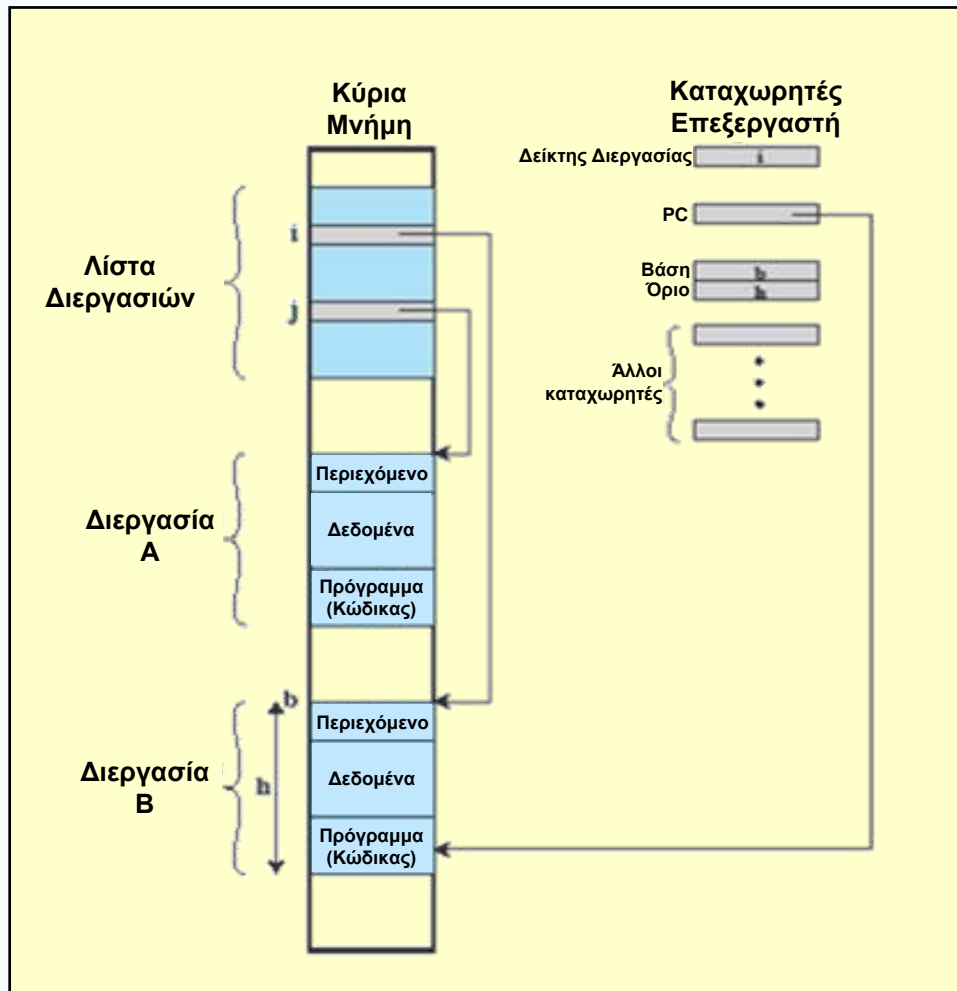 Κύρια
Μνήμη
Καταχωρητές
Επεξεργαστή
Δείκτης Διεργασίας
i
PC
Βάση
b
Όριο
h
Άλλοι
καταχωρητές
Λίστα
Διεργασιών
i
j
Διεργασία
Α
Περιεχόμενο
Δεδομένα
Πρόγραμμα
(Κώδικας)
Διεργασία
Β
b
h
Περιεχόμενο
Δεδομένα
Πρόγραμμα
(Κώδικας)